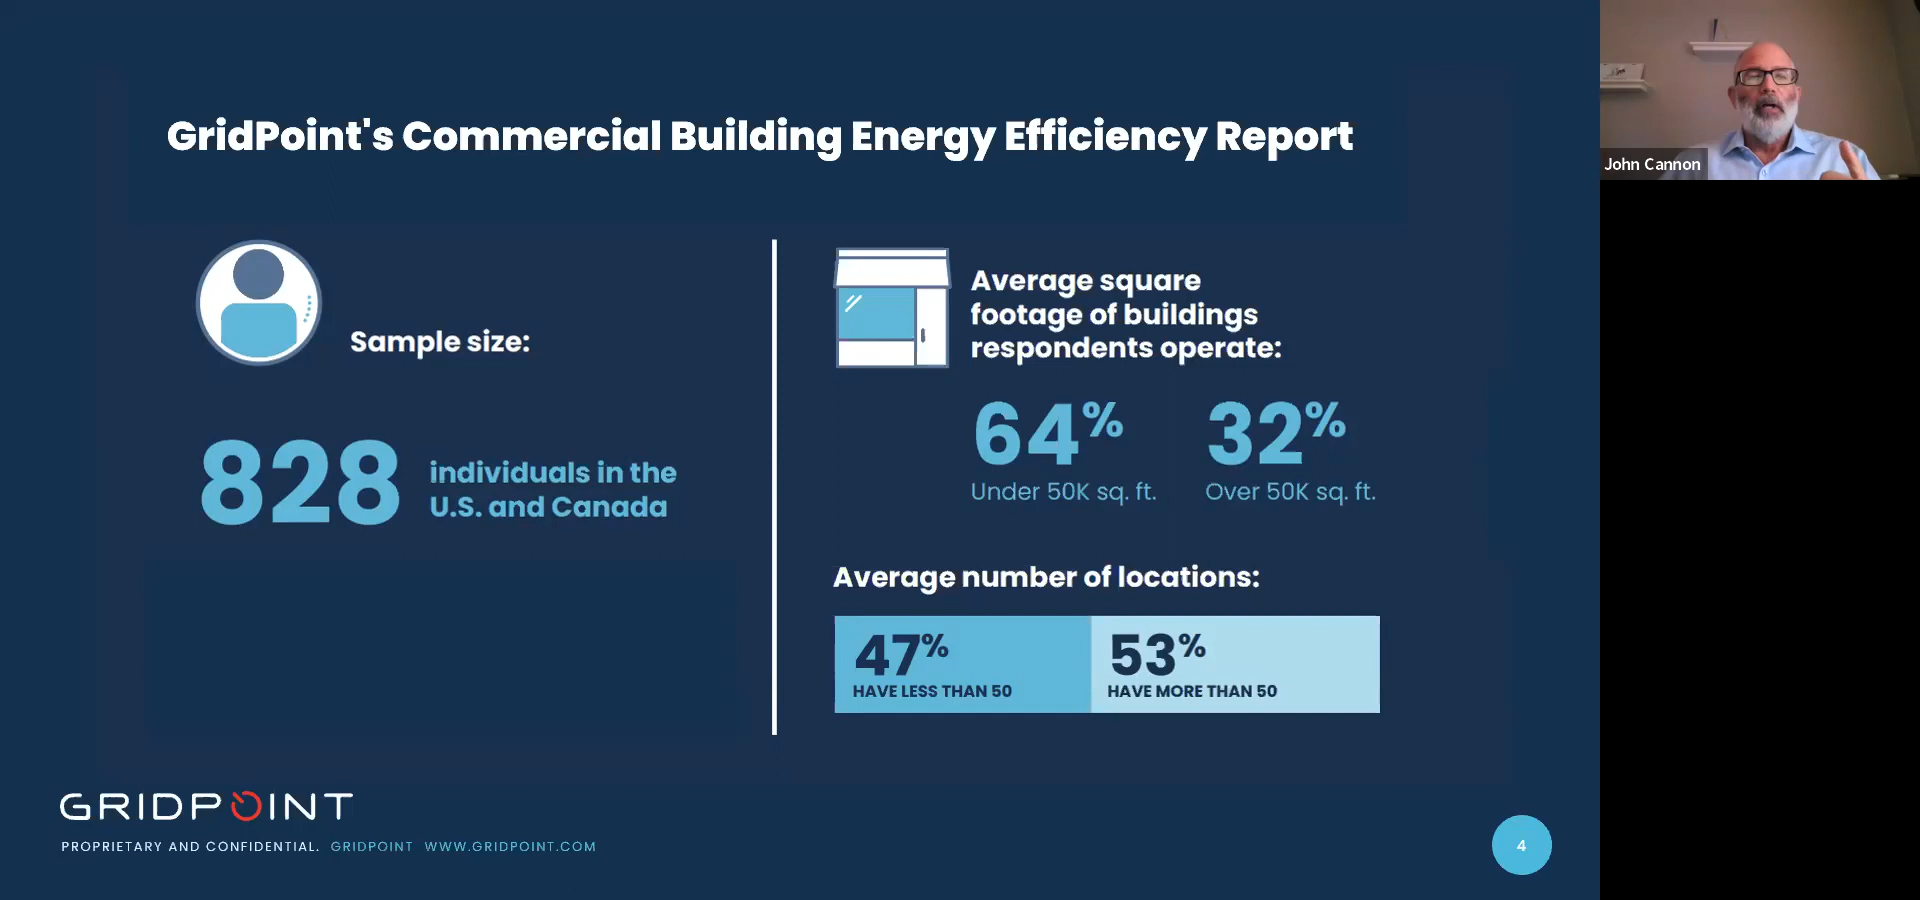 GridPoint's Commercial Building Energy Efficiency Report
Sample size:
828
individuals in the
U.S. and Canada
Average square
footage of buildings
respondents operate:
64%
Under 50K sq. ft.
32%
Over 50K sq. ft.
Average number of locations:
47%
HAVE LESS THAN 50
53%
HAVE MORE THAN 50
GRIDPOINT
PROPRIETARY AND CONFIDENTIAL. GRIDPOINT WWW.GRIDPOINT.COM
4
John Cannon